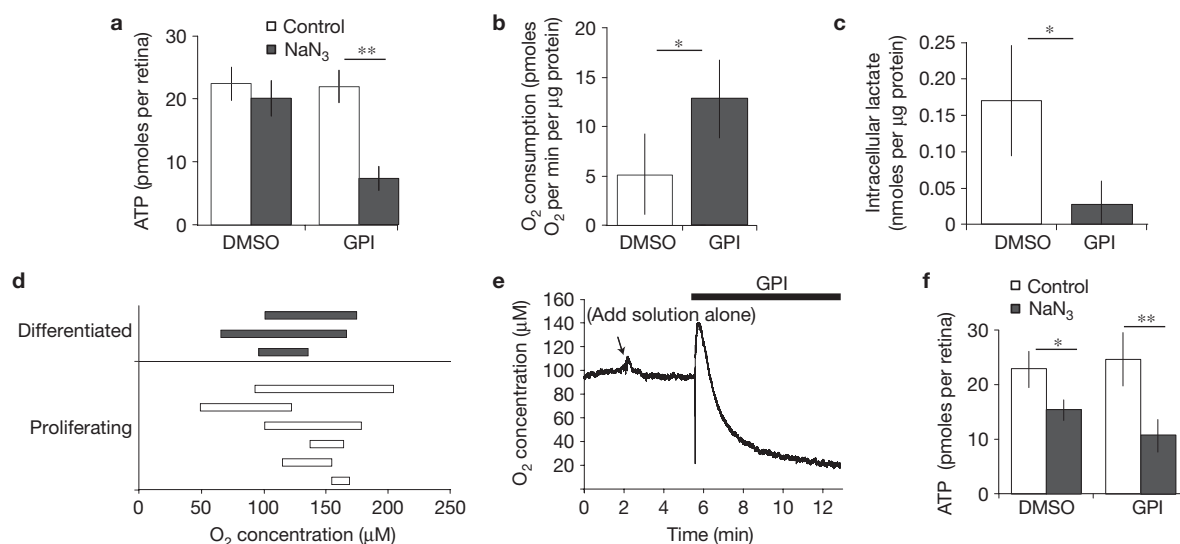 a
Control
NaN3
**
ATP (pmoles per retina)
30
20
10
0
DMSO
GPI
b
O2 consumption (pmoles
O2 per min per μg protein)
20
15
10
5
0
*
DMSO
GPI
c
Intracellular lactate
(nmoles per μg protein)
0.25
0.20
0.15
0.10
0.05
0
*
DMSO
GPI
d
Differentiated
Proliferating
0
50
100
150
200
250
O2 concentration (μM)
e
GPI
(Add solution alone)
O2 concentration (μM)
160
140
120
100
80
60
40
20
0
2
4
6
8
10
12
Time (min)
f
Control
NaN3
*
**
ATP (pmoles per retina)
30
20
10
0
DMSO
GPI